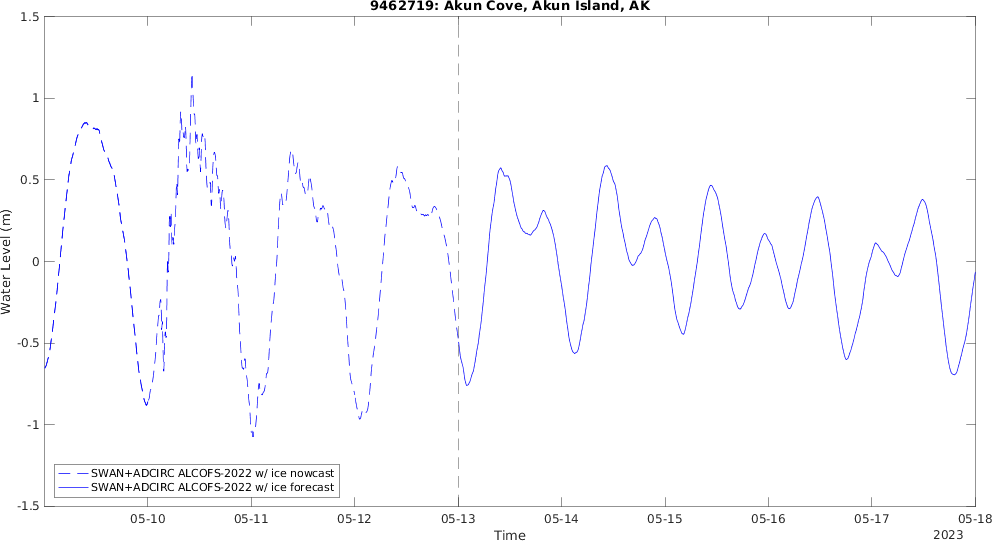 9462719: Akun Cove, Akun Island, AK
1.5
1
0.5
0
-0.5
-1
-1.5
Water Level (m)
SWAN+ADCIRC ALCOFS-2022 w/ ice nowcast
SWAN+ADCIRC ALCOFS-2022 w/ ice forecast
05-10 05-11 05-12 05-13 05-14 05-15 05-16 05-17 05-18
Time
2023